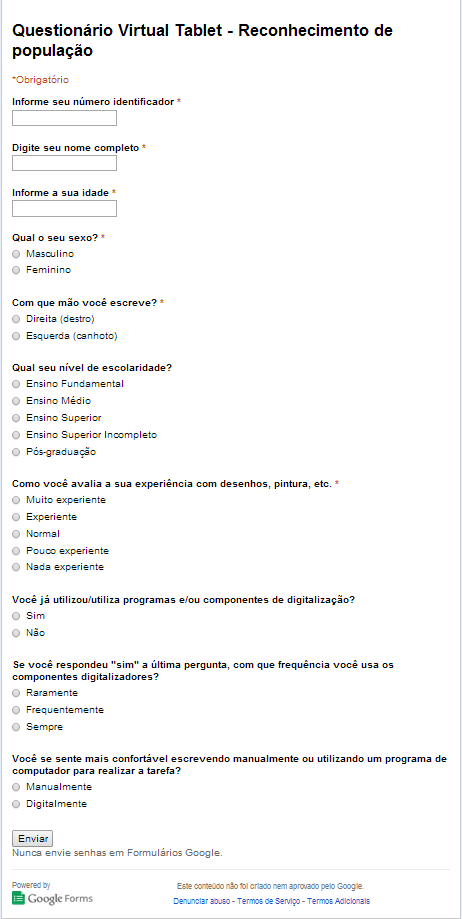 Questionário Virtual Tablet - Reconhecimento de
população
*Obrigatório
Informe seu número identificador *
Digite seu nome completo *
Informe a sua idade *
Qual o seu sexo? *
Masculino
Feminino
Com que mão você escreve? *
Direita (destro)
Esquerda (canhoto)
Qual seu nível de escolaridade?
Ensino Fundamental
Ensino Médio
Ensino Superior
Ensino Superior Incompleto
Pós-graduação
Como você avalia a sua experiência com desenhos, pintura, etc. *
Muito experiente
Experiente
Normal
Pouco experiente
Nada experiente
Você já utilizou/utiliza programas e/ou componentes de digitalização?
Sim
Não
Se você respondeu "sim" a última pergunta, com que frequência você usa os
componentes digitalizadores?
Raramente
Frequentemente
Sempre
Você se sente mais confortável escrevendo manualmente ou utilizando um programa de
computador para realizar a tarefa?
Manualmente
Digitalmente
Enviar
Nunca envie senhas em Formulários Google.
Powered by
Google Forms
Este conteúdo não foi criado nem aprovado pelo Google.
Denunciar abuso - Termos de Serviço - Termos Adicionais